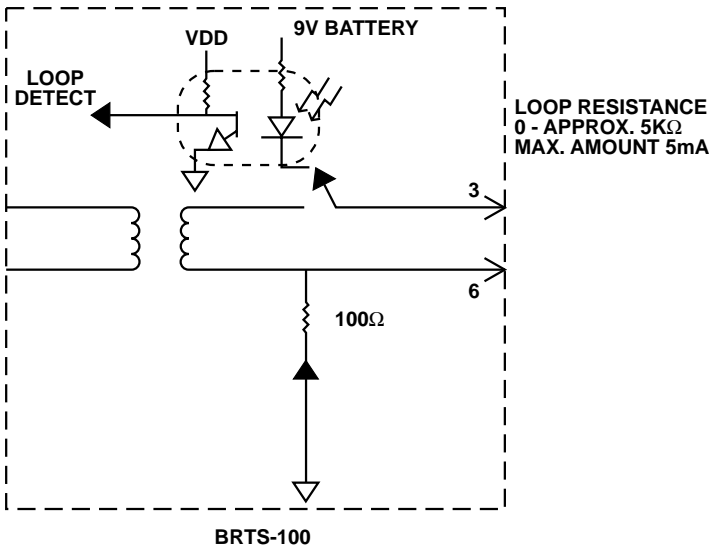 9V BATTERY
VDD
LOOP
DETECT
LOOP RESISTANCE
0 - APPROX. 5KΩ
MAX. AMOUNT 5mA
3
6
100Ω
BRTS-100